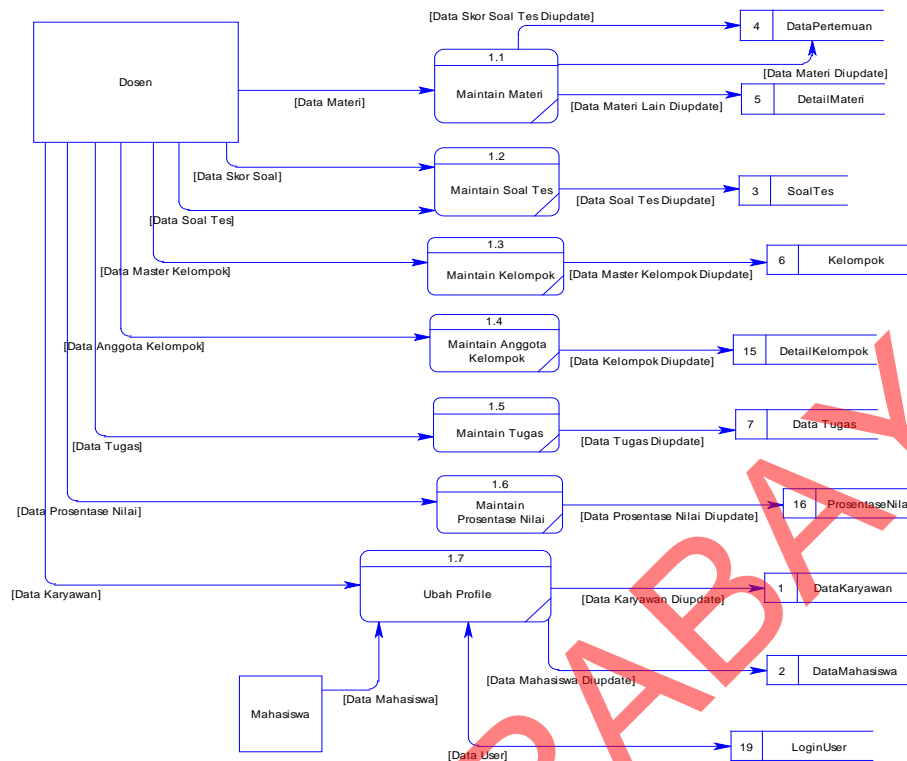 [Data Skor Soal Tes Diupdate]
4 DataPertemuan
Dosen
1.1
Maintain Materi
[Data Materi]
[Data Materi Diupdate]
[Data Materi Lain Diupdate]
5 DetailMateri
1.2
Maintain Soal Tes
[Data Skor Soal]
[Data Soal Tes]
[Data Soal Tes Diupdate]
3 SoalTes
1.3
Maintain Kelompok
[Data Master Kelompok]
[Data Master Kelompok Diupdate]
6 Kelompok
1.4
Maintain Anggota
Kelompok
[Data Anggota Kelompok]
[Data Kelompok Diupdate]
15 DetailKelompok
1.5
Maintain Tugas
[Data Tugas]
[Data Tugas Diupdate]
7 Data Tugas
1.6
Maintain
Prosentase Nilai
[Data Prosentase Nilai]
[Data Prosentase Nilai Diupdate]
16 ProsentaseNilai
1.7
Ubah Profile
[Data Karyawan]
[Data Karyawan Diupdate]
1 DataKaryawan
Mahasiswa
[Data Mahasiswa]
[Data Mahasiswa Diupdate]
2 DataMahasiswa
[Data User]
19 LoginUser
RABAY